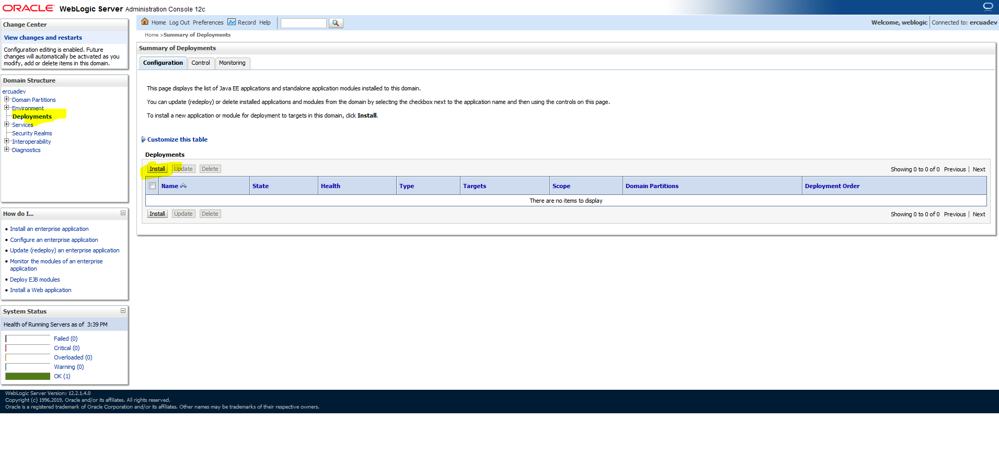 ORACLE WebLogic Server Administration Console 12c
Change Center
View changes and restarts
Configuration editing is enabled. Future
changes will automatically be activated as you
modify, add or delete items in this domain.
Domain Structure
ercuadev
Domain Partitions
Environment
Deployments
Services
Security Realms
Interoperability
Diagnostics
How do I...
Install an enterprise application
Configure an enterprise application
Update (redeploy) an enterprise application
Monitor the modules of an enterprise
application
Deploy EJB modules
Install a Web application
System Status
Health of Running Servers as of 3:39 PM
Failed (0)
Critical (0)
Overloaded (0)
Warning (0)
OK (1)
Home Log Out Preferences Record Help
Welcome, weblogic Connected to: ercuadev
Home >Summary of Deployments
Summary of Deployments
Configuration Control Monitoring
This page displays the list of Java EE applications and standalone application modules installed to this domain.
You can update (redeploy) or delete installed applications and modules from the domain by selecting the checkbox next to the application name and then using the controls on this page.
To install a new application or module for deployment to targets in this domain, click Install.
Customize this table
Deployments
Install Update Delete Showing 0 to 0 of 0 Previous | Next
Name State Health Type Targets Scope Domain Partitions Deployment Order
There are no items to display
Install Update Delete Showing 0 to 0 of 0 Previous | Next
WebLogic Server Version: 12.2.1.4.0
Copyright (c) 1996,2019, Oracle and/or its affiliates. All rights reserved.
Oracle is a registered trademark of Oracle Corporation and/or its affiliates. Other names may be trademarks of their respective owners.